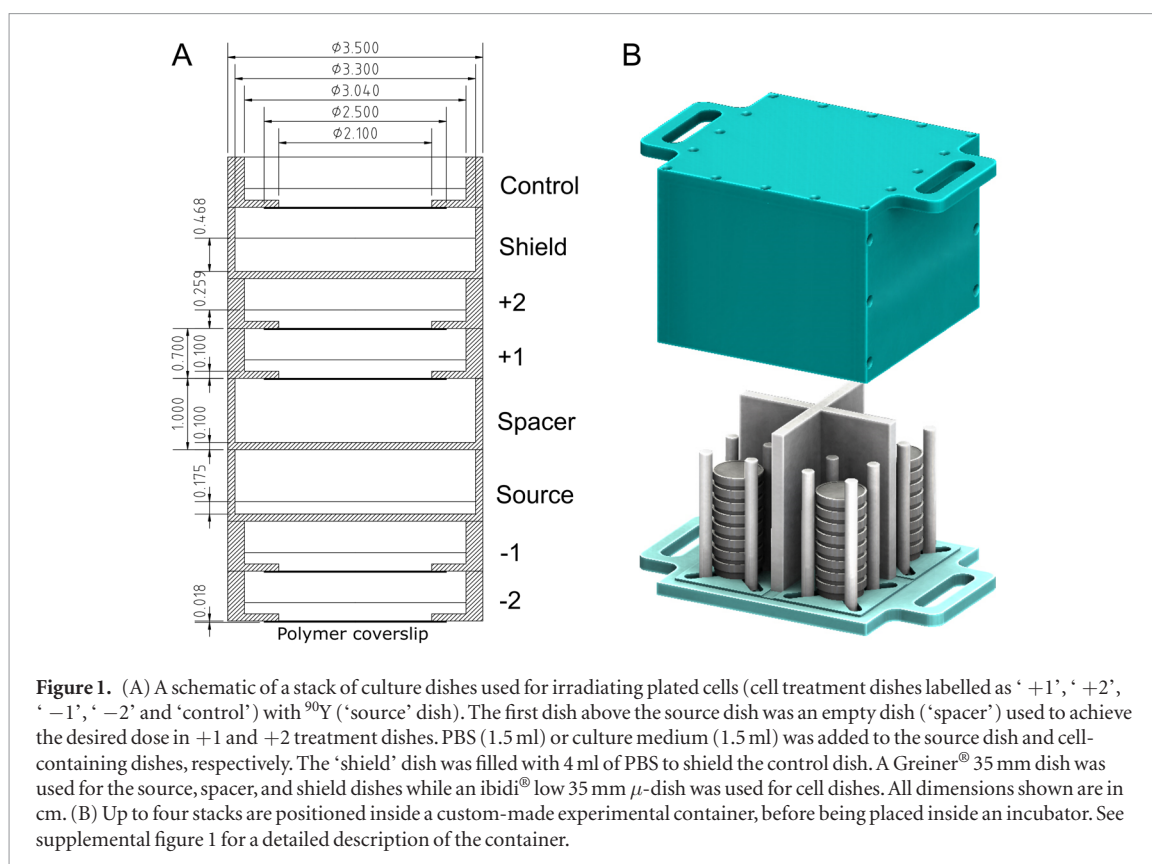 A
B
φ3.500
φ3.300
φ3.040
φ2.500
φ2.100
Control
0.468
Shield
0.259
+2
0.700
0.100
+1
1.000
0.100
Spacer
0.175
Source
-1
0.018
-2
Polymer coverslip
Figure 1. (A) A schematic of a stack of culture dishes used for irradiating plated cells (cell treatment dishes labelled as ‘ +1’, ‘ +2’,
‘ −1’, ‘ −2’ and ‘control’) with ⁹⁰Y (‘source’ dish). The first dish above the source dish was an empty dish (‘spacer’) used to achieve
the desired dose in +1 and +2 treatment dishes. PBS (1.5 ml) or culture medium (1.5 ml) was added to the source dish and cell-
containing dishes, respectively. The ‘shield’ dish was filled with 4 ml of PBS to shield the control dish. A Greiner® 35 mm dish was
used for the source, spacer, and shield dishes while an ibidi® low 35 mm μ-dish was used for cell dishes. All dimensions shown are in
cm. (B) Up to four stacks are positioned inside a custom-made experimental container, before being placed inside an incubator. See
supplemental figure 1 for a detailed description of the container.